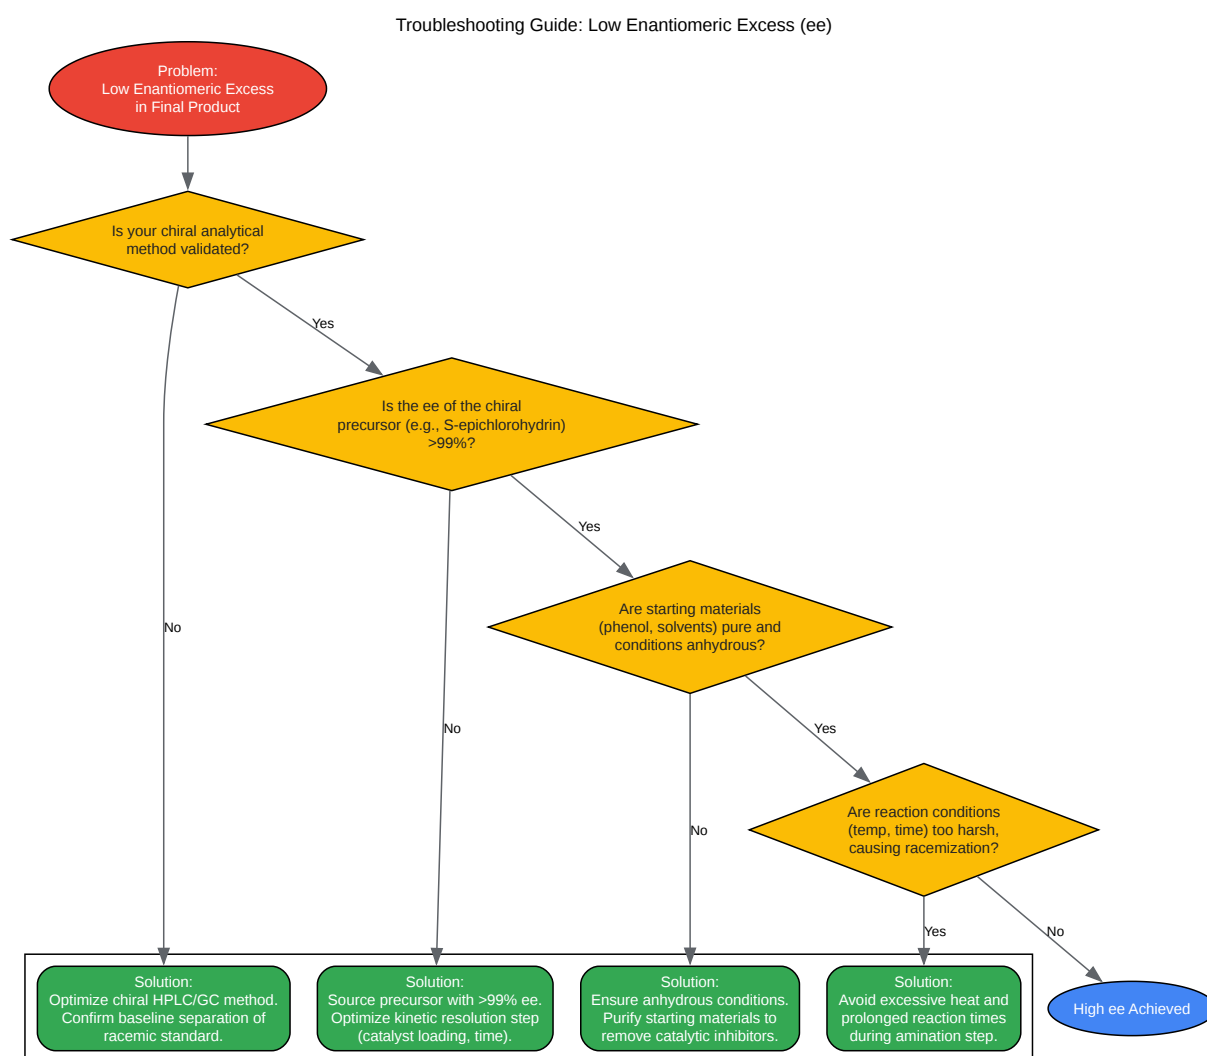 Troubleshooting Guide: Low Enantiomeric Excess (ee)
Problem:
Low Enantiomeric Excess
in Final Product
Is your chiral analytical
method validated?
Yes
Is the ee of the chiral
precursor (e.g., S-epichlorohydrin)
>99%?
Yes
Are starting materials
(phenol, solvents) pure and
conditions anhydrous?
No
No
Yes
Are reaction conditions
(temp, time) too harsh,
causing racemization?
No
Yes
No
Solution:
Optimize chiral HPLC/GC method.
Confirm baseline separation of
racemic standard.
Solution:
Source precursor with >99% ee.
Optimize kinetic resolution step
(catalyst loading, time).
Solution:
Ensure anhydrous conditions.
Purify starting materials to
remove catalytic inhibitors.
Solution:
Avoid excessive heat and
prolonged reaction times
during amination step.
High ee Achieved